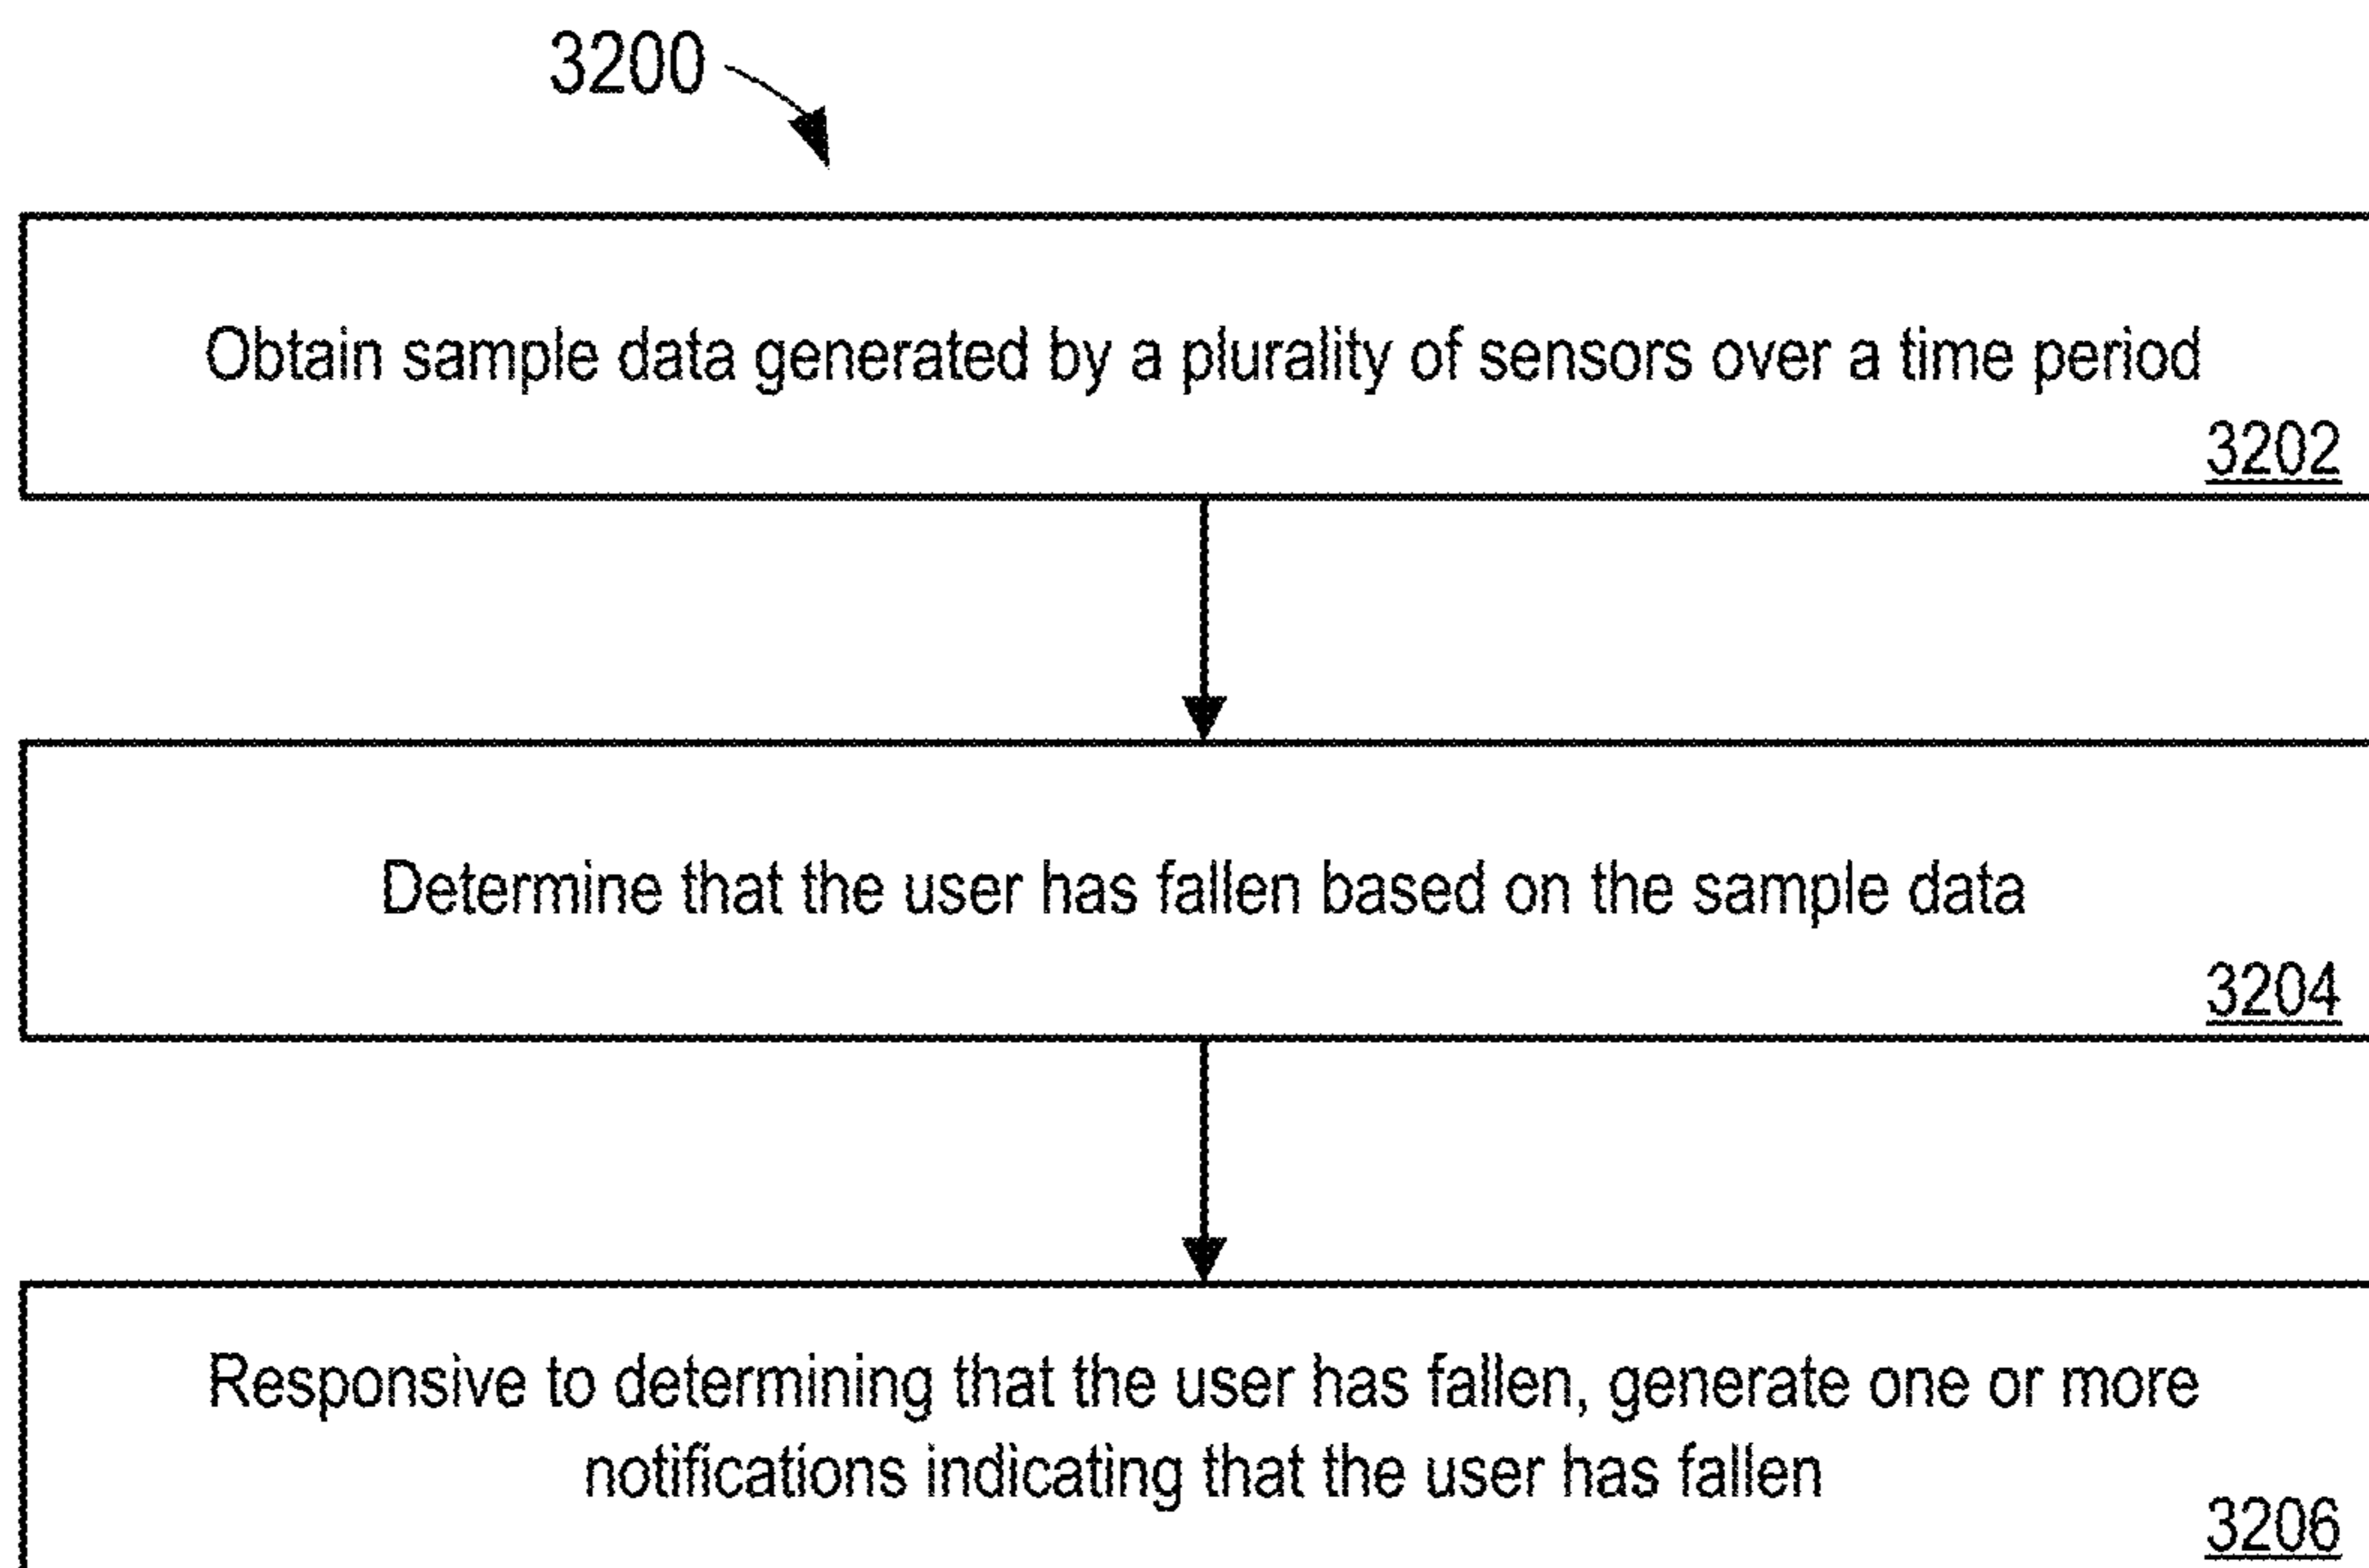 3200
Obtain sample data generated by a plurality of sensors over a time period
3202
Determine that the user has fallen based on the sample data
3204
Responsive to determining that the user has fallen, generate one or more
notifications indicating that the user has fallen
3206